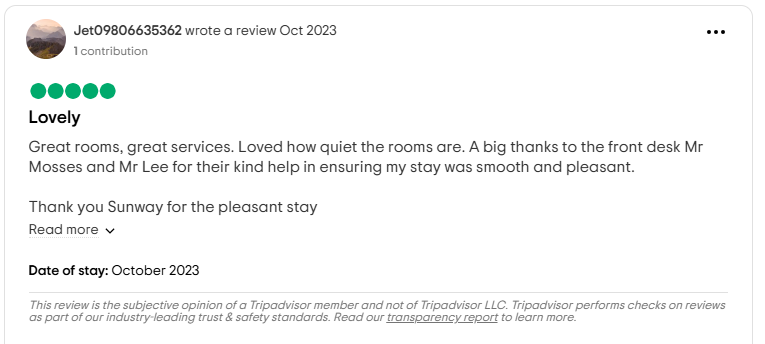 Jet09806635362 wrote a review Oct 2023
1 contribution
Lovely
Great rooms, great services. Loved how quiet the rooms are. A big thanks to the front desk Mr
Mosses and Mr Lee for their kind help in ensuring my stay was smooth and pleasant.
Thank you Sunway for the pleasant stay
Read more
Date of stay: October 2023
This review is the subjective opinion of a Tripadvisor member and not of Tripadvisor LLC. Tripadvisor performs checks on reviews
as part of our industry-leading trust & safety standards. Read our transparency report to learn more.